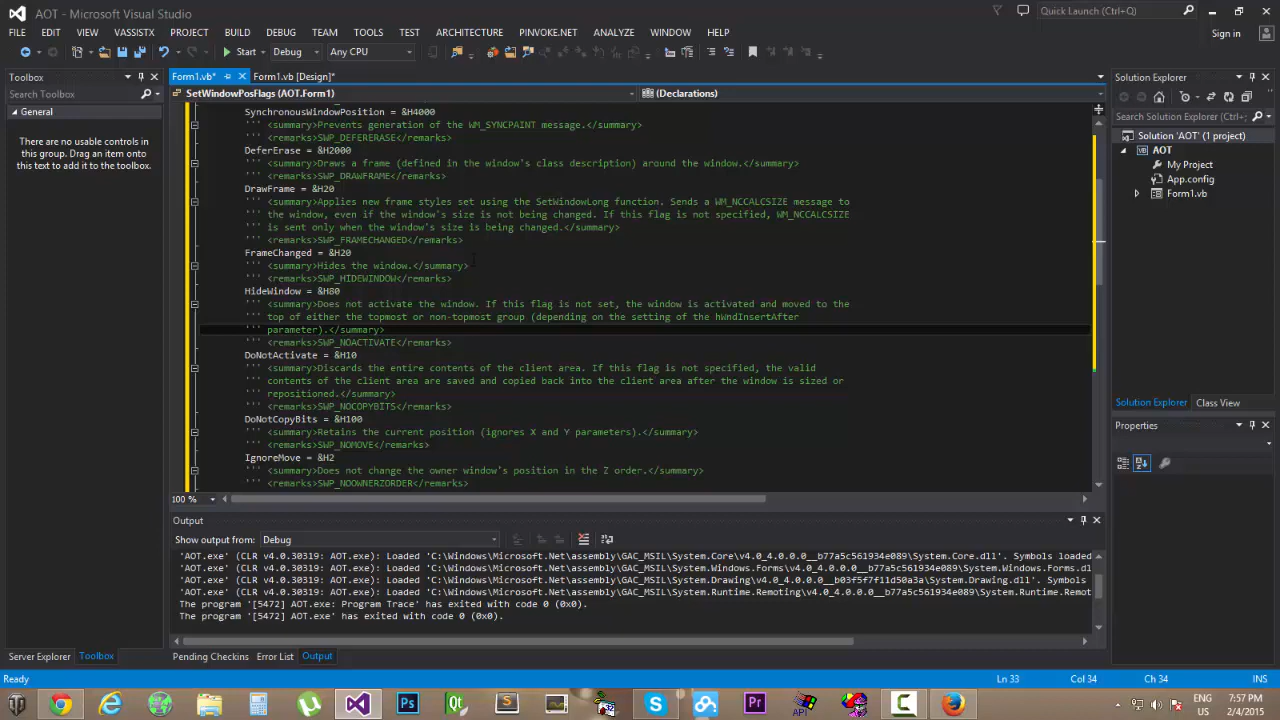 AOT - Microsoft Visual Studio
Quick Launch (Ctrl+Q)
FILE EDIT VIEW VASSISTX PROJECT BUILD DEBUG TEAM TOOLS TEST ARCHITECTURE PINVOKE.NET ANALYZE WINDOW HELP
Sign in
Start Debug Any CPU
Toolbox
Form1.vb* Form1.vb [Design]*
Solution Explorer
Search Toolbox
SetWindowPosFlags (AOT.Form1)
(Declarations)
General
There are no usable controls in
this group. Drag an item onto
this text to add it to the toolbox.
SynchronousWindowPosition = &H4000
''' <summary>Prevents generation of the WM_SYNCPAINT message.</summary>
''' <remarks>SWP_DEFERERASE</remarks>
DeferErase = &H2000
''' <summary>Draws a frame (defined in the window's class description) around the window.</summary>
''' <remarks>SWP_DRAWFRAME</remarks>
DrawFrame = &H20
''' <summary>Applies new frame styles set using the SetWindowLong function. Sends a WM_NCCALCSIZE message to
''' the window, even if the window's size is not being changed. If this flag is not specified, WM_NCCALCSIZE
''' is sent only when the window's size is being changed.</summary>
''' <remarks>SWP_FRAMECHANGED</remarks>
FrameChanged = &H20
''' <summary>Hides the window.</summary>
''' <remarks>SWP_HIDEWINDOW</remarks>
HideWindow = &H80
''' <summary>Does not activate the window. If this flag is not set, the window is activated and moved to the
''' top of either the topmost or non-topmost group (depending on the setting of the hWndInsertAfter
''' parameter).</summary>
''' <remarks>SWP_NOACTIVATE</remarks>
DoNotActivate = &H10
''' <summary>Discards the entire contents of the client area. If this flag is not specified, the valid
''' contents of the client area are saved and copied back into the client area after the window is sized or
''' repositioned.</summary>
''' <remarks>SWP_NOCOPYBITS</remarks>
DoNotCopyBits = &H100
''' <summary>Retains the current position (ignores X and Y parameters).</summary>
''' <remarks>SWP_NOMOVE</remarks>
IgnoreMove = &H2
''' <summary>Does not change the owner window's position in the Z order.</summary>
''' <remarks>SWP_NOOWNERZORDER</remarks>
100 %
Search Solution Explorer (Ctrl+;)
Solution 'AOT' (1 project)
AOT
My Project
App.config
Form1.vb
Solution Explorer Class View
Properties
Output
Show output from: Debug
'AOT.exe' (CLR v4.0.30319: AOT.exe): Loaded 'C:\Windows\Microsoft.Net\assembly\GAC_MSIL\System.Core\v4.0_4.0.0.0__b77a5c561934e089\System.Core.dll'. Symbols loaded
'AOT.exe' (CLR v4.0.30319: AOT.exe): Loaded 'C:\Windows\Microsoft.Net\assembly\GAC_MSIL\System.Windows.Forms\v4.0_4.0.0.0__b77a5c561934e089\System.Windows.Forms.dl
'AOT.exe' (CLR v4.0.30319: AOT.exe): Loaded 'C:\Windows\Microsoft.Net\assembly\GAC_MSIL\System.Drawing\v4.0_4.0.0.0__b03f5f7f11d50a3a\System.Drawing.dll'. Symbols
'AOT.exe' (CLR v4.0.30319: AOT.exe): Loaded 'C:\Windows\Microsoft.Net\assembly\GAC_MSIL\System.Runtime.Remoting\v4.0_4.0.0.0__b77a5c561934e089\System.Runtime.Remot
The program '[5472] AOT.exe: Program Trace' has exited with code 0 (0x0).
The program '[5472] AOT.exe' has exited with code 0 (0x0).
Server Explorer Toolbox
Pending Checkins Error List Output
Ready
Ln 33 Col 34 Ch 34 INS
Ps Qt S Pr API
ENG
US
7:57 PM
2/4/2015